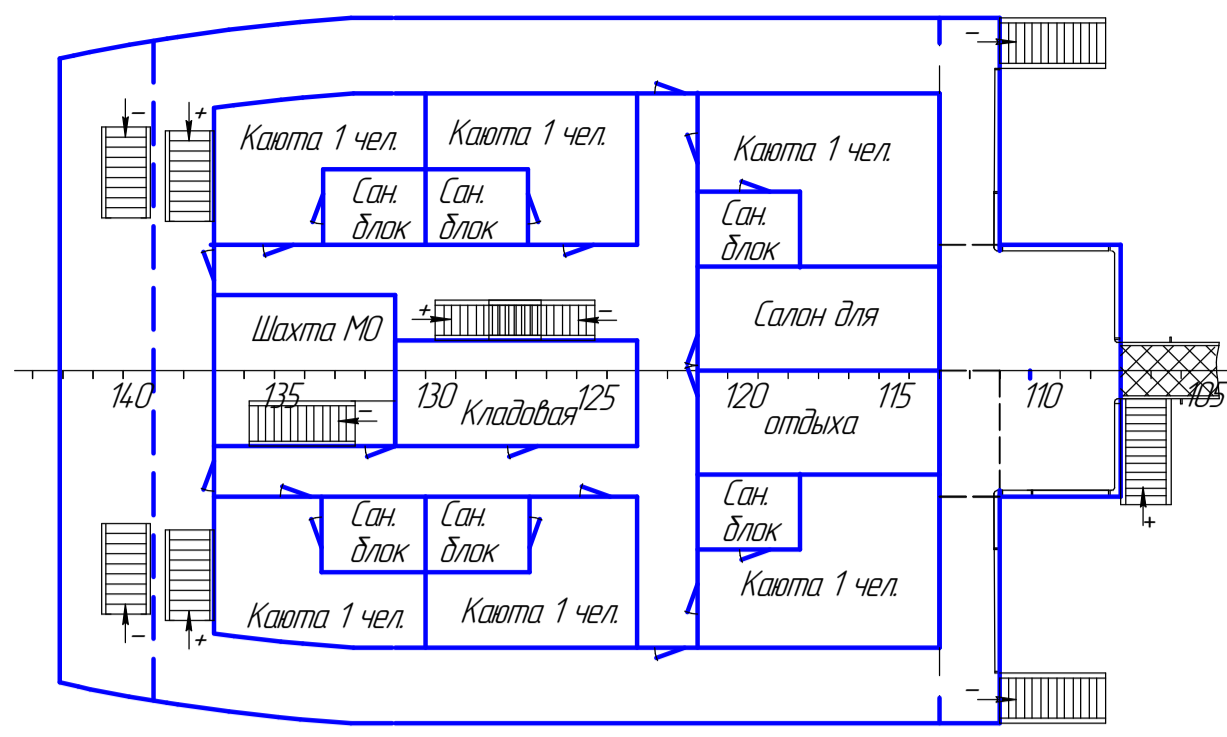 Каюта 1 чел.
Каюта 1 чел.
Каюта 1 чел.
Сан.
блок
Сан.
блок
Сан.
блок
Шахта МО
Салон для
отдыха
Кладовая
140
135
130
125
120
115
110
105
Сан.
блок
Сан.
блок
Сан.
блок
Каюта 1 чел.
Каюта 1 чел.
Каюта 1 чел.
-
+
-
+
-
-
-
+
-
+
-